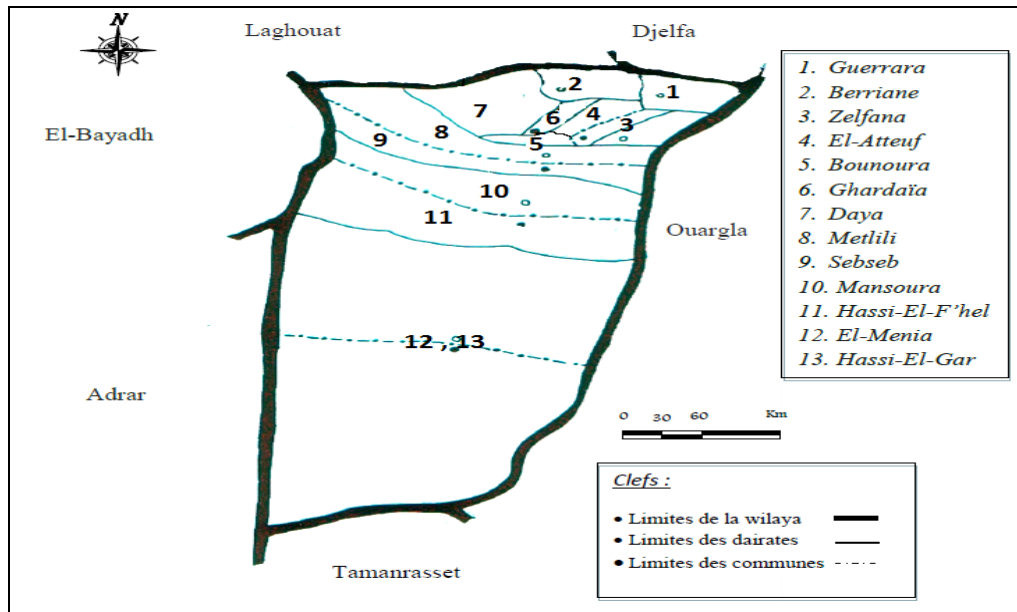 N
Laghouat
Djelfa
El-Bayadh
Ouargla
Adrar
Tamanrasset
1
2
3
4
5
6
7
8
9
10
11
12 , 13
1. Guerrara
2. Berriane
3. Zelfana
4. El-Atteuf
5. Bounoura
6. Ghardaïa
7. Daya
8. Metlili
9. Sebseb
10. Mansoura
11. Hassi-El-F’hel
12. El-Menia
13. Hassi-El-Gar
0 30 60 Km
Clefs :
• Limites de la wilaya
• Limites des dairates
• Limites des communes